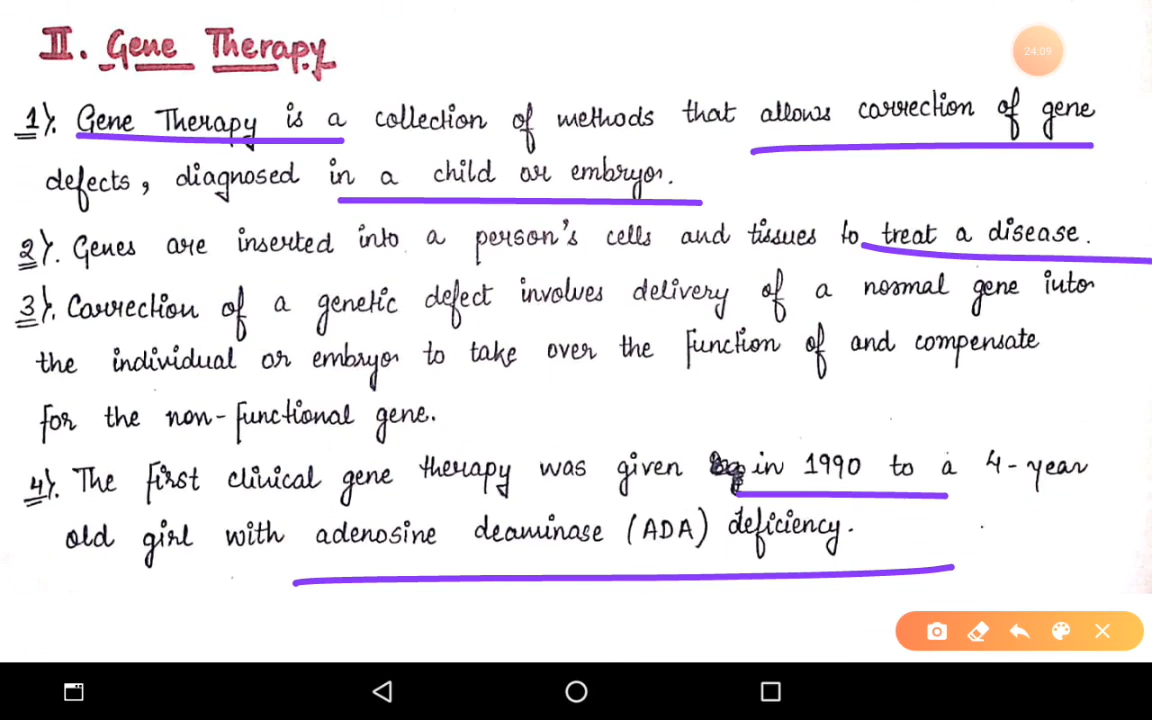 II. Gene Therapy
24:09
1). Gene Therapy is a collection of methods that allows correction of gene
defects, diagnosed in a child or embryo.
2). Genes are inserted into a person's cells and tissues to treat a disease.
3). Correction of a genetic defect involves delivery of a normal gene into
the individual or embryo to take over the function of and compensate
for the non-functional gene.
4). The first clinical gene therapy was given in 1990 to a 4-year
old girl with adenosine deaminase (ADA) deficiency.